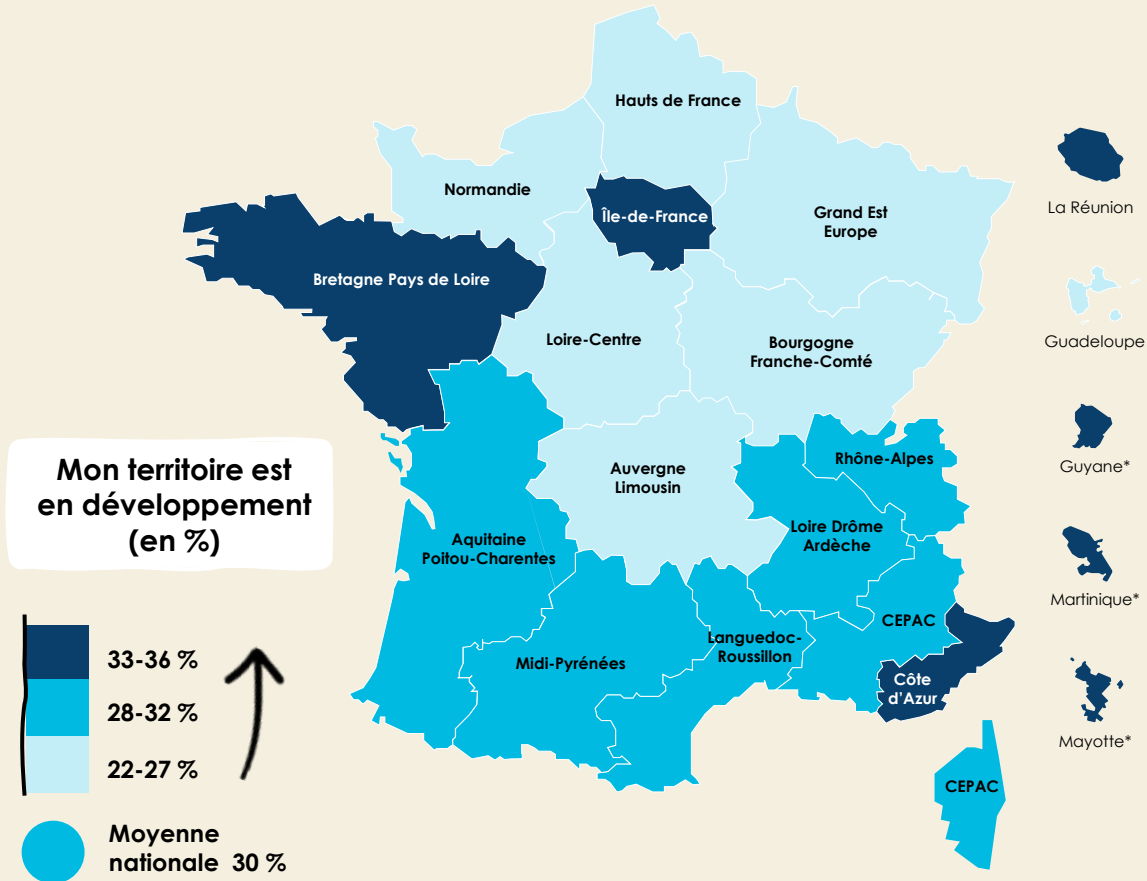 Hauts de France
Normandie
Île-de-France
Grand Est
Europe
La Réunion
Bretagne Pays de Loire
Loire-Centre
Bourgogne
Franche-Comté
Guadeloupe
Mon territoire est
en développement
(en %)
Auvergne
Limousin
Rhône-Alpes
Guyane*
Aquitaine
Poitou-Charentes
Loire Drôme
Ardèche
Martinique*
CEPAC
Midi-Pyrénées
Languedoc-
Roussillon
Côte
d'Azur
Mayotte*
CEPAC
33-36 %
28-32 %
22-27 %
Moyenne
nationale 30 %